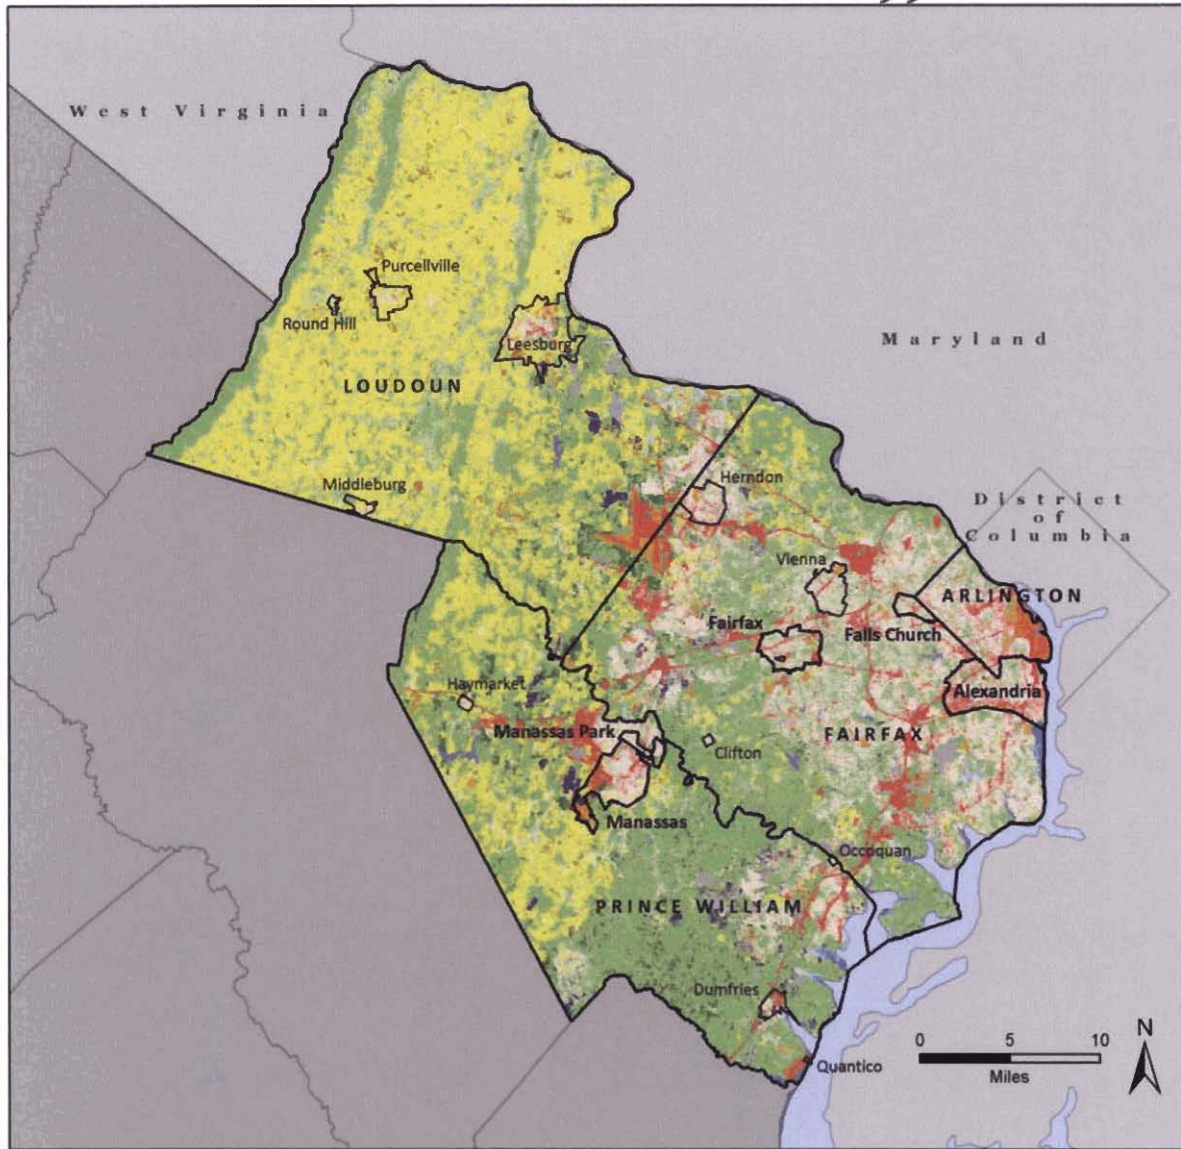 West Virginia
Purcellville
Round Hill
Leesburg
LOUDOUN
Maryland
Middleburg
Herndon
District
of
Columbia
Vienna
ARLINGTON
Fairfax
Falls Church
Haymarket
Alexandria
Manassas Park
FAIRFAX
Clifton
Manassas
Occoquan
PRINCE WILLIAM
Dumfries
Quantico
0 5 10
Miles
N